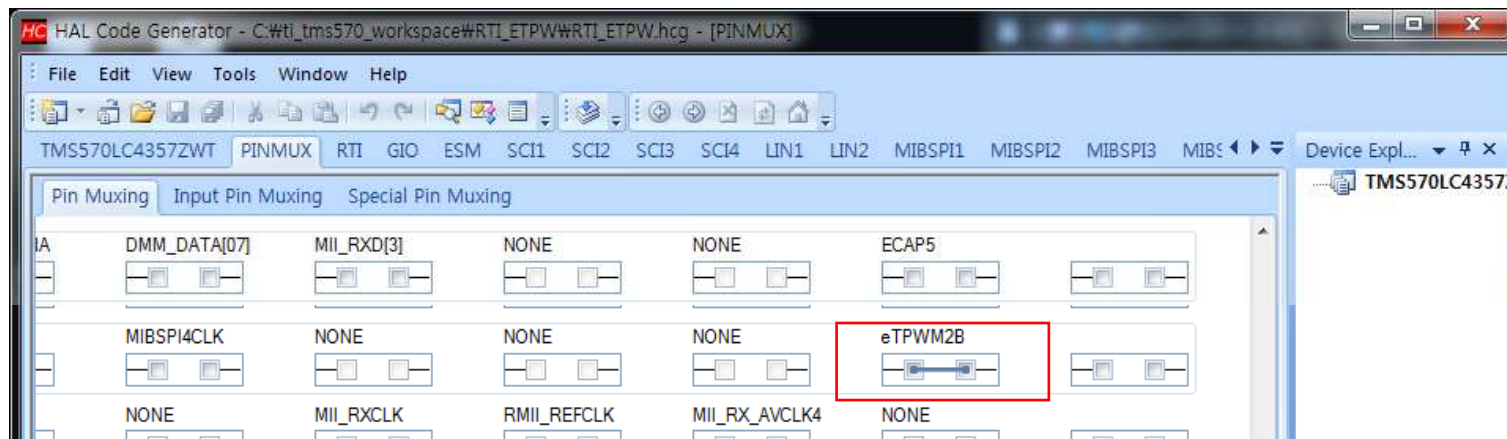 HC HAL Code Generator - C:₩ti_tms570_workspace₩RTI_ETPW₩RTI_ETPW.hcg - [PINMUX]
File Edit View Tools Window Help
TMS570LC4357ZWT PINMUX RTI GIO ESM SCI1 SCI2 SCI3 SCI4 LIN1 LIN2 MIBSPI1 MIBSPI2 MIBSPI3 Device Expl...
Pin Muxing Input Pin Muxing Special Pin Muxing
TMS570LC4357
DMM_DATA[07] MII_RXD[3] NONE NONE ECAP5
MIBSPI4CLK NONE NONE NONE eTPWM2B
NONE MII_RXCLK RMII_REFCLK MII_RX_AVCLK4 NONE